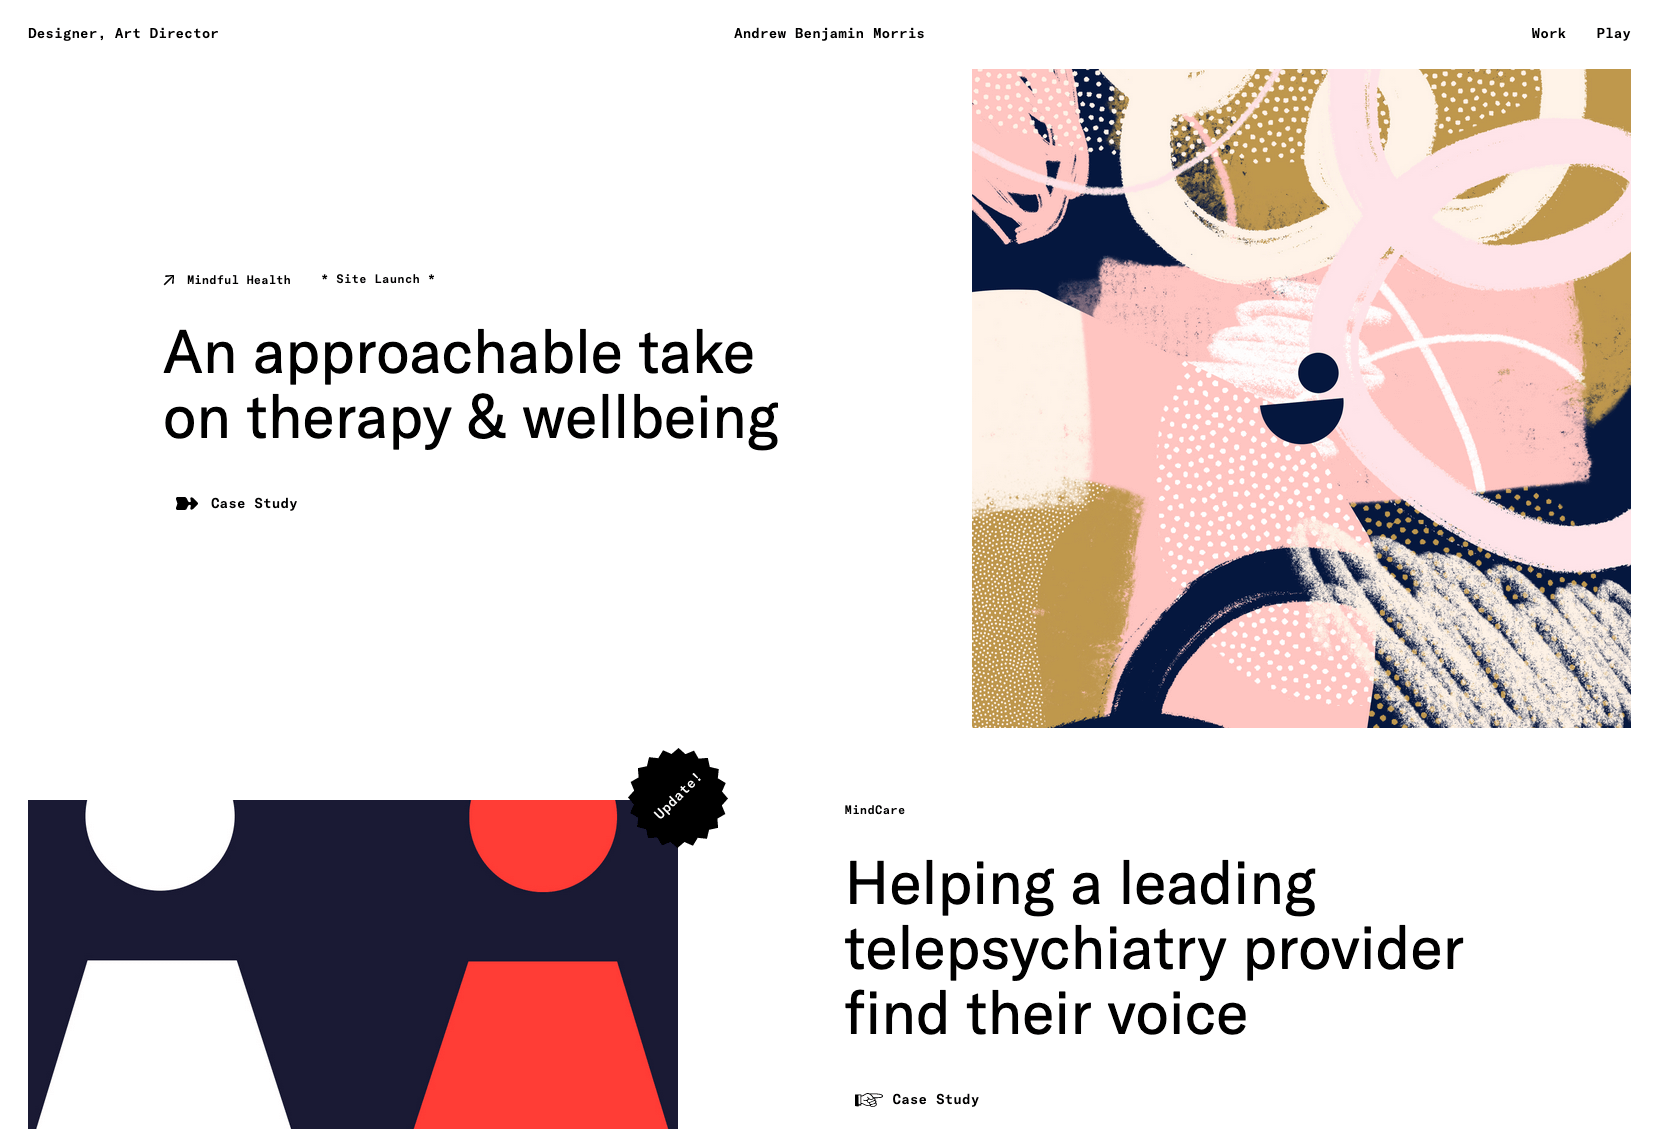 Designer, Art Director
Andrew Benjamin Morris
Work Play
Mindful Health * Site Launch *
An approachable take
on therapy & wellbeing
Case Study
Update!
MindCare
Helping a leading
telepsychiatry provider
find their voice
Case Study